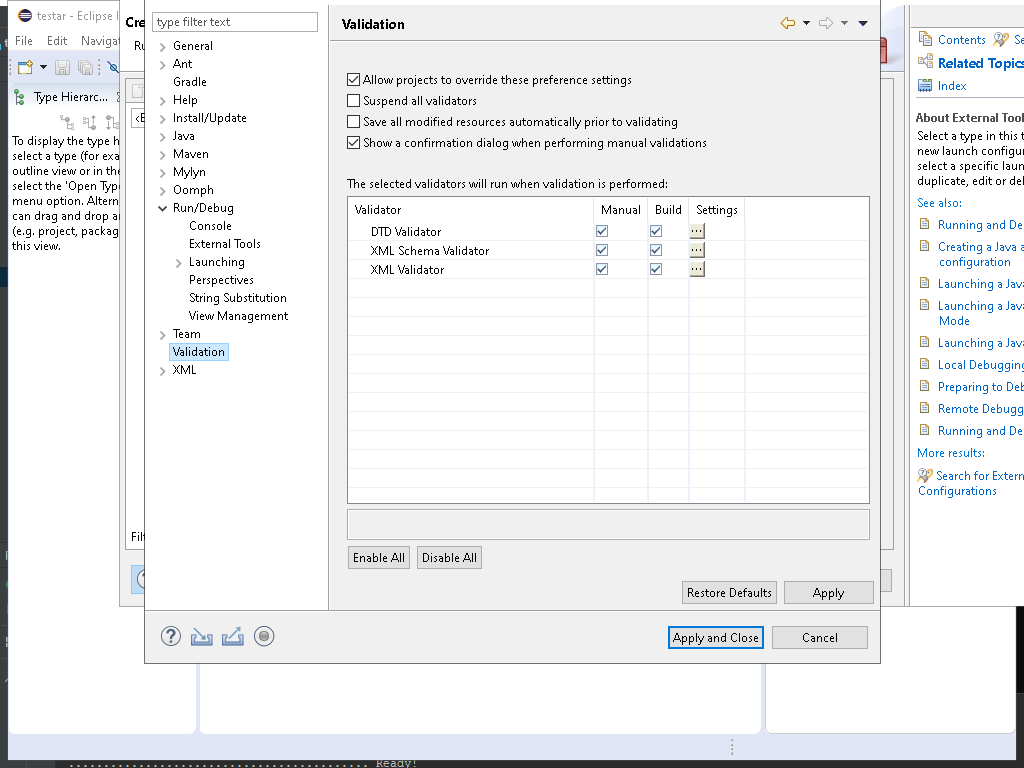 testar - Eclipse I
File Edit Navigat
Type Hierarc...
To display the type h
select a type (for exa
outline view or in the
select the 'Open Type
menu option. Altern
can drag and drop a
(e.g. project, packag
this view.
Cre
Ru
Filt
type filter text
General
Ant
Gradle
Help
Install/Update
Java
Maven
Mylyn
Oomph
Run/Debug
Console
External Tools
Launching
Perspectives
String Substitution
View Management
Team
Validation
XML
Validation
Allow projects to override these preference settings
Suspend all validators
Save all modified resources automatically prior to validating
Show a confirmation dialog when performing manual validations
The selected validators will run when validation is performed:
Validator Manual Build Settings
DTD Validator ...
XML Schema Validator ...
XML Validator ...
Enable All Disable All
Restore Defaults Apply
Apply and Close Cancel
Contents Se
Related Topics
Index
About External Tool
Select a type in this t
new launch configur
select a specific laun
duplicate, edit or del
See also:
Running and De
Creating a Java a
configuration
Launching a Java
Launching a Java
Mode
Launching a Java
Local Debugging
Preparing to Deb
Remote Debugg
Running and De
More results:
Search for Extern
Configurations
Ready!